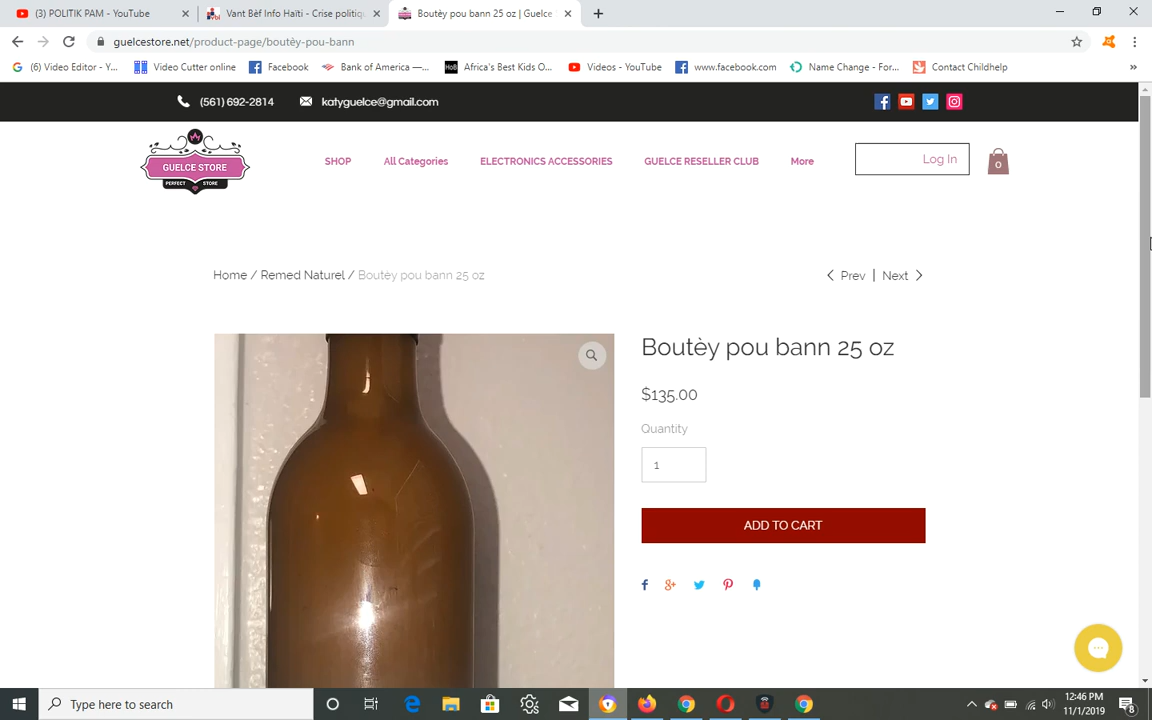 (3) POLITIK PAM - YouTube
Vant Bèf Info Haïti - Crise politiqu
Boutèy pou bann 25 oz | Guelce
guelcestore.net/product-page/boutèy-pou-bann
(6) Video Editor - Y...
Video Cutter online
Facebook
Bank of America —...
Africa's Best Kids O...
Videos - YouTube
www.facebook.com
Name Change - For...
Contact Childhelp
(561) 692-2814
katyguelce@gmail.com
GUELCE STORE
PERFECT STORE
SHOP
All Categories
ELECTRONICS ACCESSORIES
GUELCE RESELLER CLUB
More
Log In
0
Home / Remed Naturel / Boutèy pou bann 25 oz
Prev | Next
Boutèy pou bann 25 oz
$135.00
Quantity
1
ADD TO CART
Type here to search
12:46 PM
11/1/2019
8